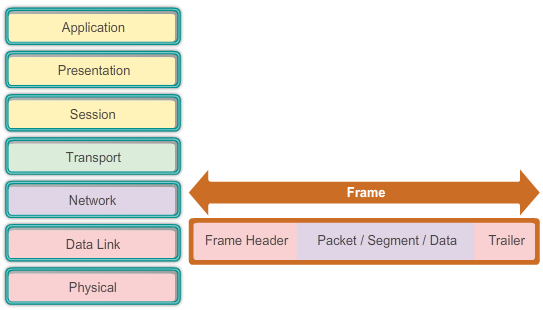 Application
Presentation
Session
Transport
Network
Data Link
Physical
Frame
Frame Header
Packet / Segment / Data
Trailer